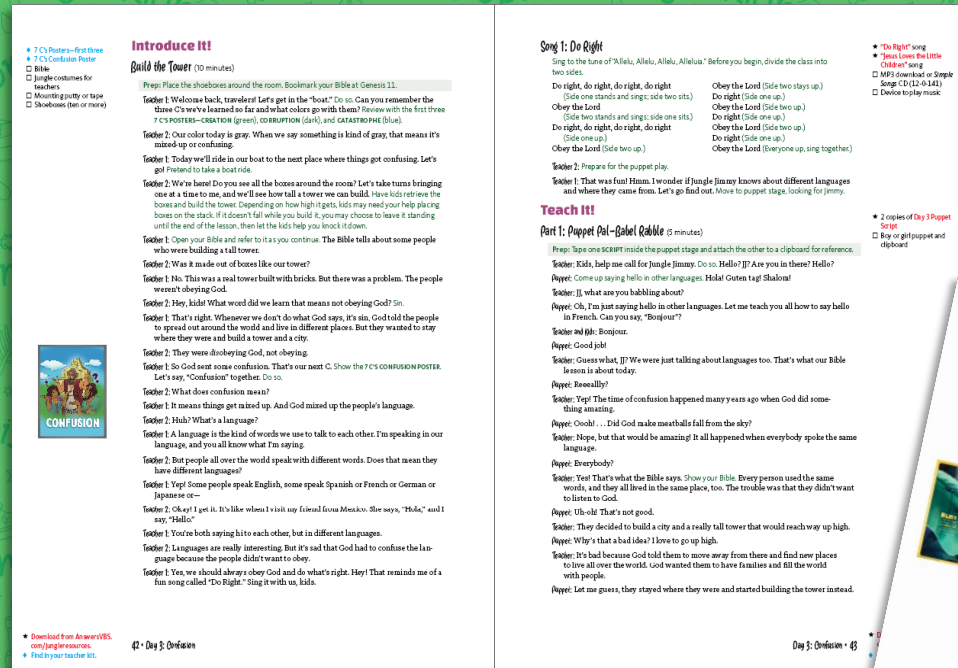 ♦ 7 C's Posters—first three
♦ 7 C's Confusion Poster
☐ Bible
☐ Jungle costumes for
teachers
☐ Mounting putty or tape
☐ Shoeboxes (ten or more)
Introduce It!
Build the Tower (10 minutes)
Prep: Place the shoeboxes around the room. Bookmark your Bible at Genesis 11.
Teacher 1: Welcome back, travelers! Let's get in the "boat." Do so. Can you remember the
three C's we've learned so far and what colors go with them? Review with the first three
7 C'S POSTERS—CREATION (green), CORRUPTION (dark), and CATASTROPHE (blue).
Teacher 2: Our color today is gray. When we say something is kind of gray, that means it's
mixed-up or confusing.
Teacher 1: Today we'll ride in our boat to the next place where things got confusing. Let's
go! Pretend to take a boat ride.
Teacher 2: We're here! Do you see all the boxes around the room? Let's take turns bringing
one at a time to me, and we'll see how tall a tower we can build. Have kids retrieve the
boxes and build the tower. Depending on how high it gets, kids may need your help placing
boxes on the stack. If it doesn't fall while you build it, you may choose to leave it standing
until the end of the lesson, then let the kids help you knock it down.
Teacher 1: Open your Bible and refer to it as you continue. The Bible tells about some people
who were building a tall tower.
Teacher 2: Was it made out of boxes like our tower?
Teacher 1: No. This was a real tower built with bricks. But there was a problem. The people
weren't obeying God.
Teacher 2: Hey, kids! What word did we learn that means not obeying God? Sin.
Teacher 1: That's right. Whenever we don't do what God says, it's sin, God told the people
to spread out around the world and live in different places. But they wanted to stay
where they were and build a tower and a city.
Teacher 2: They were disobeying God, not obeying.
Teacher 1: So God sent some confusion. That's our next C. Show the 7 C'S CONFUSION POSTER.
Let's say, "Confusion" together. Do so.
Teacher 2: What does confusion mean?
Teacher 1: It means things get mixed up. And God mixed up the people's language.
Teacher 2: Huh? What's a language?
Teacher 1: A language is the kind of words we use to talk to each other. I'm speaking in our
language, and you all know what I'm saying.
Teacher 2: But people all over the world speak with different words. Does that mean they
have different languages?
Teacher 1: Yep! Some people speak English, some speak Spanish or French or German or
Japanese or—
Teacher 2: Okay! I get it. It's like when I visit my friend from Mexico. She says, "Hola," and I
say, "Hello."
Teacher 1: You're both saying hi to each other, but in different languages.
Teacher 2: Languages are really interesting. But it's sad that God had to confuse the lan-
guage because the people didn't want to obey.
Teacher 1: Yes, we should always obey God and do what's right. Hey! That reminds me of a
fun song called "Do Right." Sing it with us, kids.
CONFUSION
★ Download from AnswersVBS.
com/jungleresources.
♦ Find in your teacher kit.
42 • Day 3: Confusion
Song 1: Do Right
Sing to the tune of "Allelu, Allelu, Allelu, Alleluia." Before you begin, divide the class into
two sides.
Do right, do right, do right, do right
(Side one stands and sings; side two sits.)
Obey the Lord
(Side two stands and sings; side one sits.)
Do right, do right, do right, do right
(Side one up.)
Obey the Lord (Side two up.)
Obey the Lord (Side two stays up.)
Do right (Side one up.)
Obey the Lord (Side two up.)
Do right (Side one up.)
Obey the Lord (Side two up.)
Do right (Side one up.)
Obey the Lord (Everyone up, sing together.)
Teacher 2: Prepare for the puppet play.
Teacher 1: That was fun! Hmm. I wonder if Jungle Jimmy knows about different languages
and where they came from. Let's go find out. Move to puppet stage, looking for Jimmy.
★ "Do Right" song
★ "Jesus Loves the Little
Children" song
☐ MP3 download or Simple
Songs CD (12-0-141)
☐ Device to play music
Teach It!
Part 1: Puppet Pal–Babel Rabble (5 minutes)
Prep: Tape one SCRIPT inside the puppet stage and attach the other to a clipboard for reference.
Teacher: Kids, help me call for Jungle Jimmy. Do so. Hello? JJ? Are you in there? Hello?
Puppet: Come up saying hello in other languages. Hola! Guten tag! Shalom!
Teacher: JJ, what are you babbling about?
Puppet: Oh, I'm just saying hello in other languages. Let me teach you all how to say hello
in French. Can you say, "Bonjour"?
Teacher and Kids: Bonjour.
Puppet: Good job!
Teacher: Guess what, JJ? We were just talking about languages too. That's what our Bible
lesson is about today.
Puppet: Reeeallly?
Teacher: Yep! The time of confusion happened many years ago when God did some-
thing amazing.
Puppet: Oooh! . . . Did God make meatballs fall from the sky?
Teacher: Nope, but that would be amazing! It all happened when everybody spoke the same
language.
Puppet: Everybody?
Teacher: Yes! That's what the Bible says. Show your Bible. Every person used the same
words, and they all lived in the same place, too. The trouble was that they didn't want
to listen to God.
Puppet: Uh-oh! That's not good.
Teacher: They decided to build a city and a really tall tower that would reach way up high.
Puppet: Why's that a bad idea? I love to go up high.
Teacher: It's bad because God told them to move away from there and find new places
to live all over the world. God wanted them to have families and fill the world
with people.
Puppet: Let me guess, they stayed where they were and started building the tower instead.
★ 2 copies of Day 3 Puppet
Script
☐ Boy or girl puppet and
clipboard
Day 3: Confusion • 43